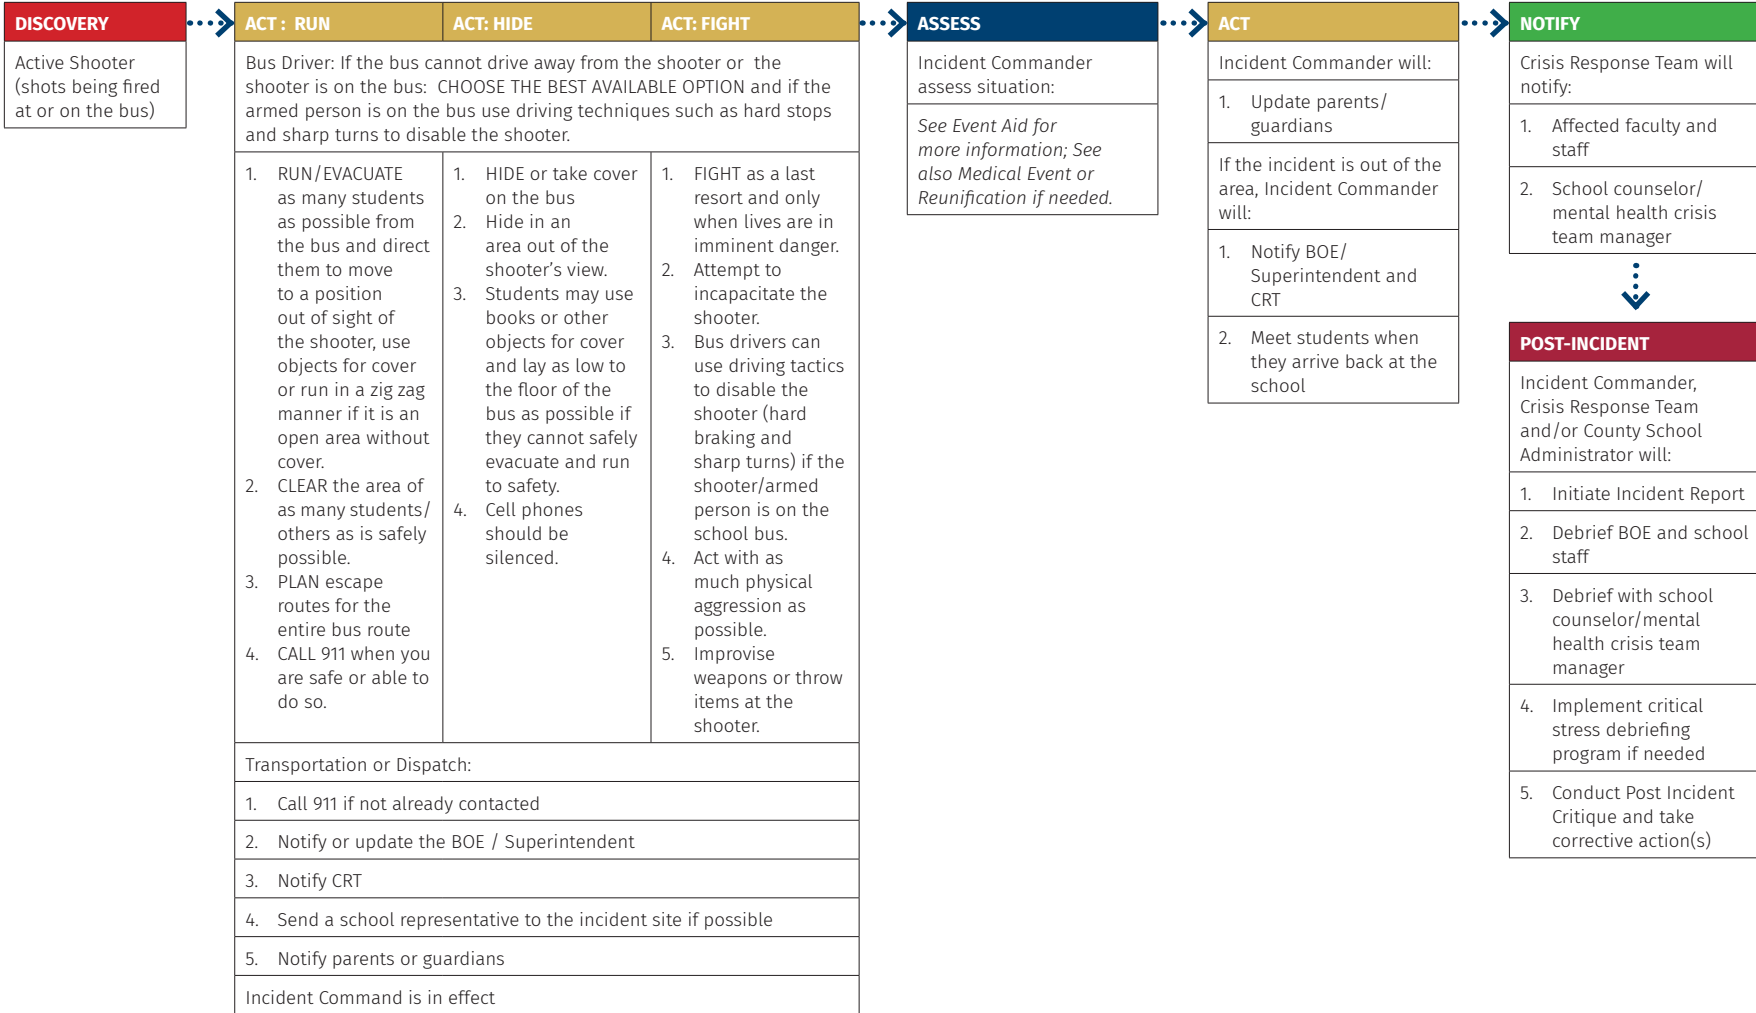 DISCOVERY
Active Shooter
(shots being fired
at or on the bus)
ACT : RUN
ACT: HIDE
ACT: FIGHT
Bus Driver: If the bus cannot drive away from the shooter or the
shooter is on the bus: CHOOSE THE BEST AVAILABLE OPTION and if the
armed person is on the bus use driving techniques such as hard stops
and sharp turns to disable the shooter.
1. RUN/EVACUATE
as many students
as possible from
the bus and direct
them to move
to a position
out of sight of
the shooter, use
objects for cover
or run in a zig zag
manner if it is an
open area without
cover.
2. CLEAR the area of
as many students/
others as is safely
possible.
3. PLAN escape
routes for the
entire bus route
4. CALL 911 when you
are safe or able to
do so.
1. HIDE or take cover
on the bus
2. Hide in an
area out of the
shooter's view.
3. Students may use
books or other
objects for cover
and lay as low to
the floor of the
bus as possible if
they cannot safely
evacuate and run
to safety.
4. Cell phones
should be
silenced.
1. FIGHT as a last
resort and only
when lives are in
imminent danger.
2. Attempt to
incapacitate the
shooter.
3. Bus drivers can
use driving tactics
to disable the
shooter (hard
braking and
sharp turns) if the
shooter/armed
person is on the
school bus.
4. Act with as
much physical
aggression as
possible.
5. Improvise
weapons or throw
items at the
shooter.
Transportation or Dispatch:
1. Call 911 if not already contacted
2. Notify or update the BOE / Superintendent
3. Notify CRT
4. Send a school representative to the incident site if possible
5. Notify parents or guardians
Incident Command is in effect
ASSESS
Incident Commander
assess situation:
See Event Aid for
more information; See
also Medical Event or
Reunification if needed.
ACT
Incident Commander will:
1. Update parents/
guardians
If the incident is out of the
area, Incident Commander
will:
1. Notify BOE/
Superintendent and
CRT
2. Meet students when
they arrive back at the
school
NOTIFY
Crisis Response Team will
notify:
1. Affected faculty and
staff
2. School counselor/
mental health crisis
team manager
POST-INCIDENT
Incident Commander,
Crisis Response Team
and/or County School
Administrator will:
1. Initiate Incident Report
2. Debrief BOE and school
staff
3. Debrief with school
counselor/mental
health crisis team
manager
4. Implement critical
stress debriefing
program if needed
5. Conduct Post Incident
Critique and take
corrective action(s)